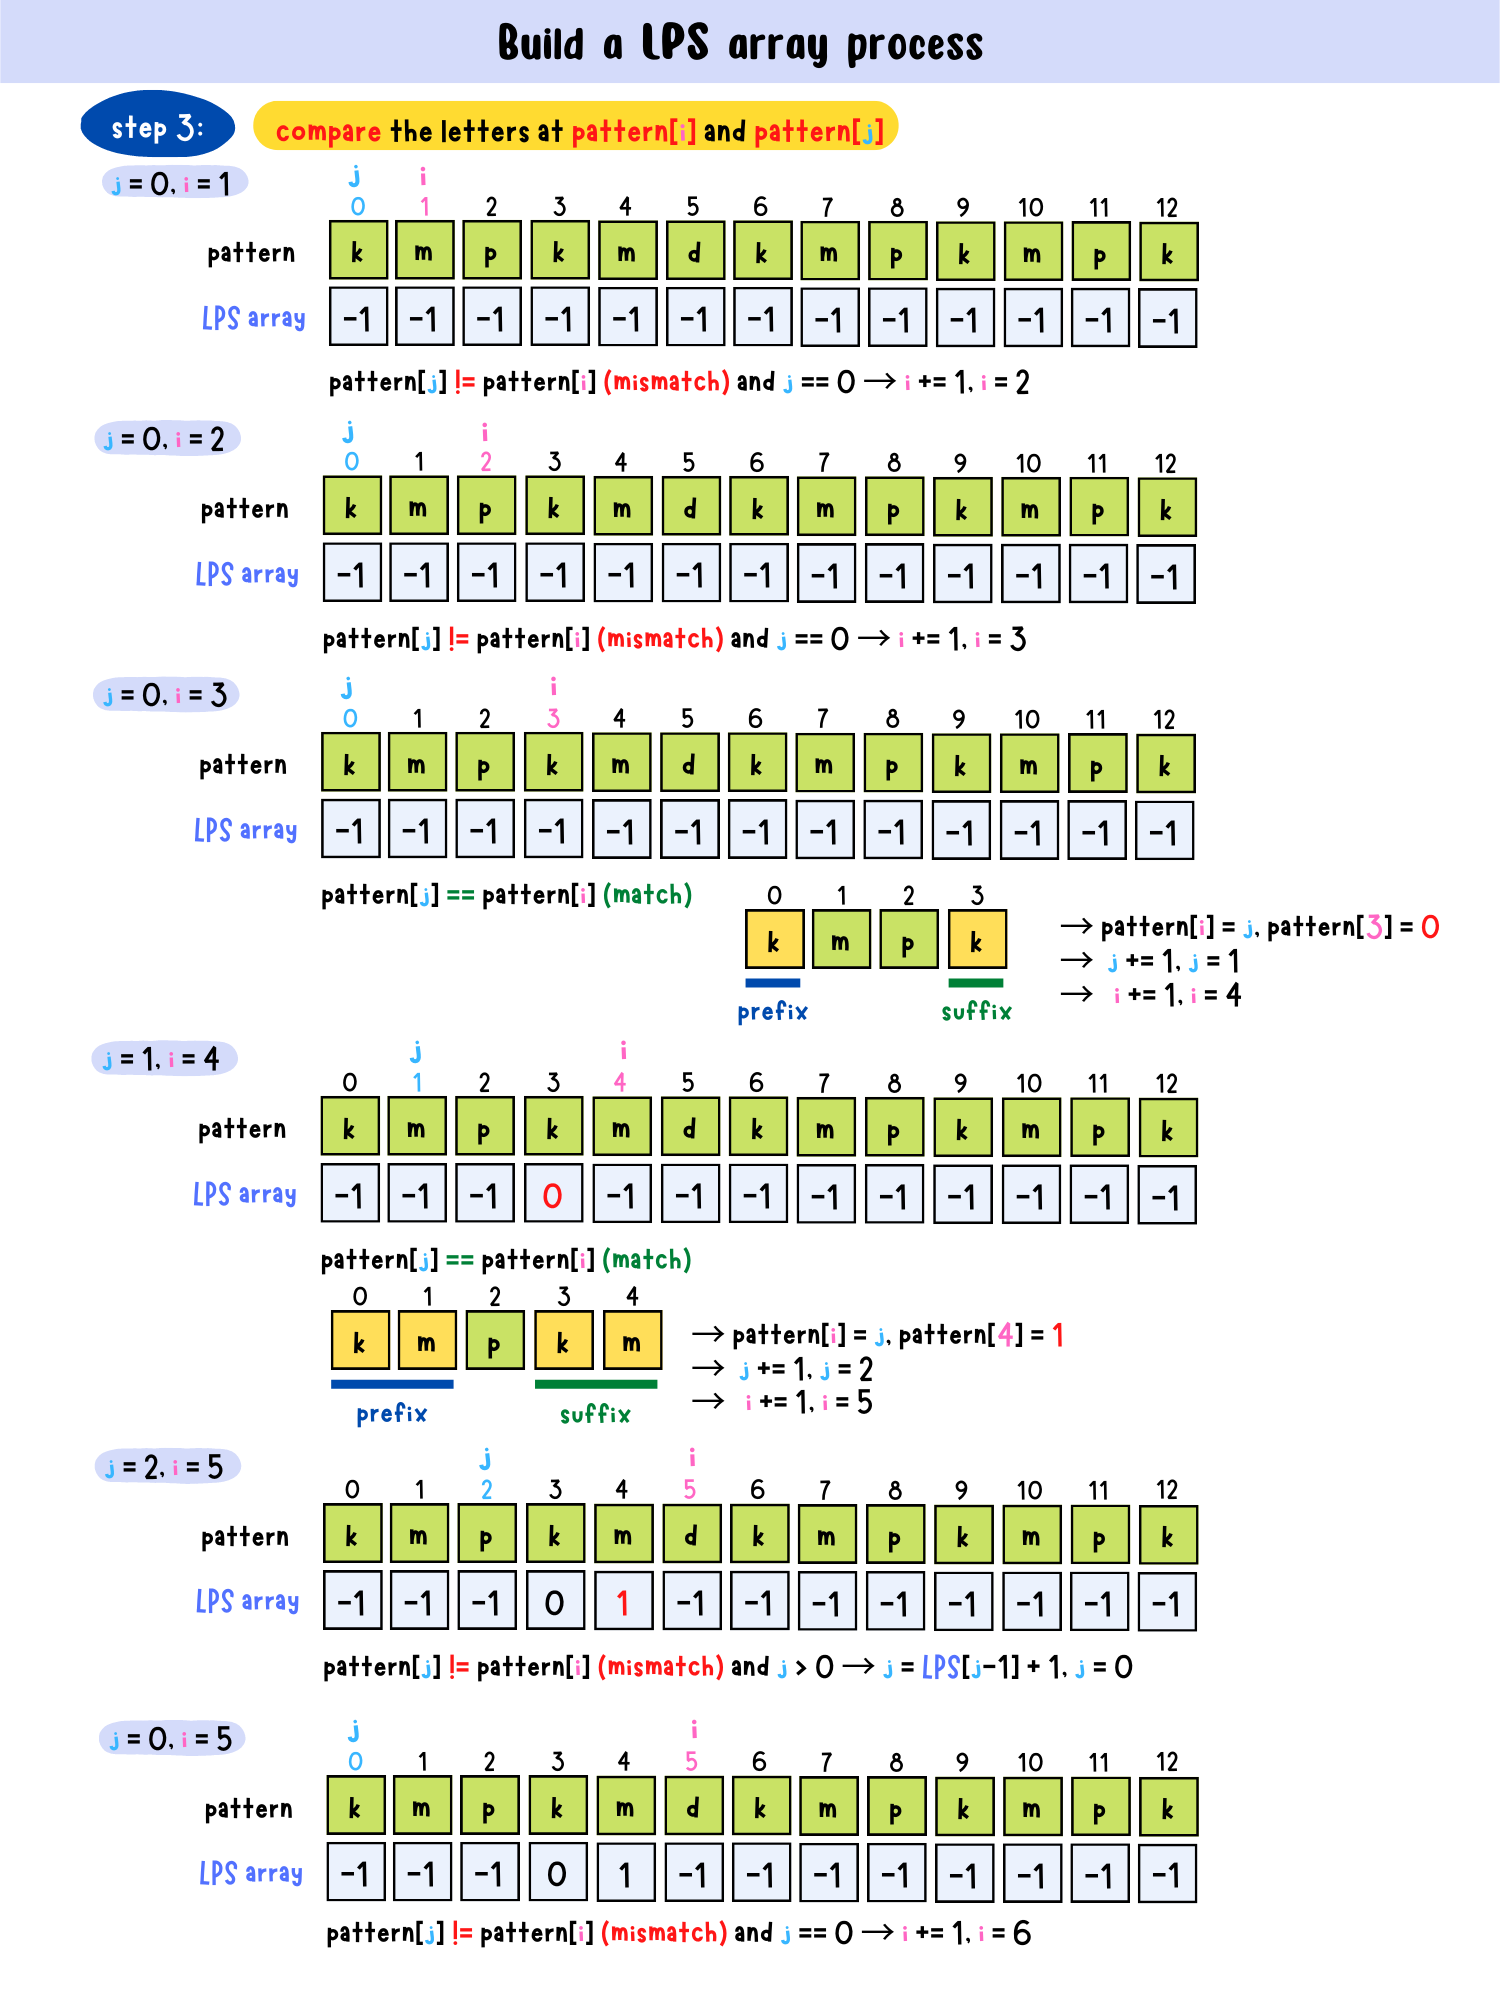 Build a LPS array process
step 3:
compare the letters at pattern[i] and pattern[j]
j = 0, i = 1
j i
0 1 2 3 4 5 6 7 8 9 10 11 12
pattern k m p k m d k m p k m p k
LPS array -1 -1 -1 -1 -1 -1 -1 -1 -1 -1 -1 -1 -1
pattern[j] != pattern[i] (mismatch) and j == 0 → i += 1, i = 2
j = 0, i = 2
j i
0 1 2 3 4 5 6 7 8 9 10 11 12
pattern k m p k m d k m p k m p k
LPS array -1 -1 -1 -1 -1 -1 -1 -1 -1 -1 -1 -1 -1
pattern[j] != pattern[i] (mismatch) and j == 0 → i += 1, i = 3
j = 0, i = 3
j i
0 1 2 3 4 5 6 7 8 9 10 11 12
pattern k m p k m d k m p k m p k
LPS array -1 -1 -1 -1 -1 -1 -1 -1 -1 -1 -1 -1 -1
pattern[j] == pattern[i] (match)
0 1 2 3
k m p k
prefix suffix
→ pattern[i] = j, pattern[3] = 0
→ j += 1, j = 1
→ i += 1, i = 4
j = 1, i = 4
j i
0 1 2 3 4 5 6 7 8 9 10 11 12
pattern k m p k m d k m p k m p k
LPS array -1 -1 -1 0 -1 -1 -1 -1 -1 -1 -1 -1 -1
pattern[j] == pattern[i] (match)
0 1 2 3 4
k m p k m
prefix suffix
→ pattern[i] = j, pattern[4] = 1
→ j += 1, j = 2
→ i += 1, i = 5
j = 2, i = 5
j i
0 1 2 3 4 5 6 7 8 9 10 11 12
pattern k m p k m d k m p k m p k
LPS array -1 -1 -1 0 1 -1 -1 -1 -1 -1 -1 -1 -1
pattern[j] != pattern[i] (mismatch) and j > 0 → j = LPS[j-1] + 1, j = 0
j = 0, i = 5
j i
0 1 2 3 4 5 6 7 8 9 10 11 12
pattern k m p k m d k m p k m p k
LPS array -1 -1 -1 0 1 -1 -1 -1 -1 -1 -1 -1 -1
pattern[j] != pattern[i] (mismatch) and j == 0 → i += 1, i = 6